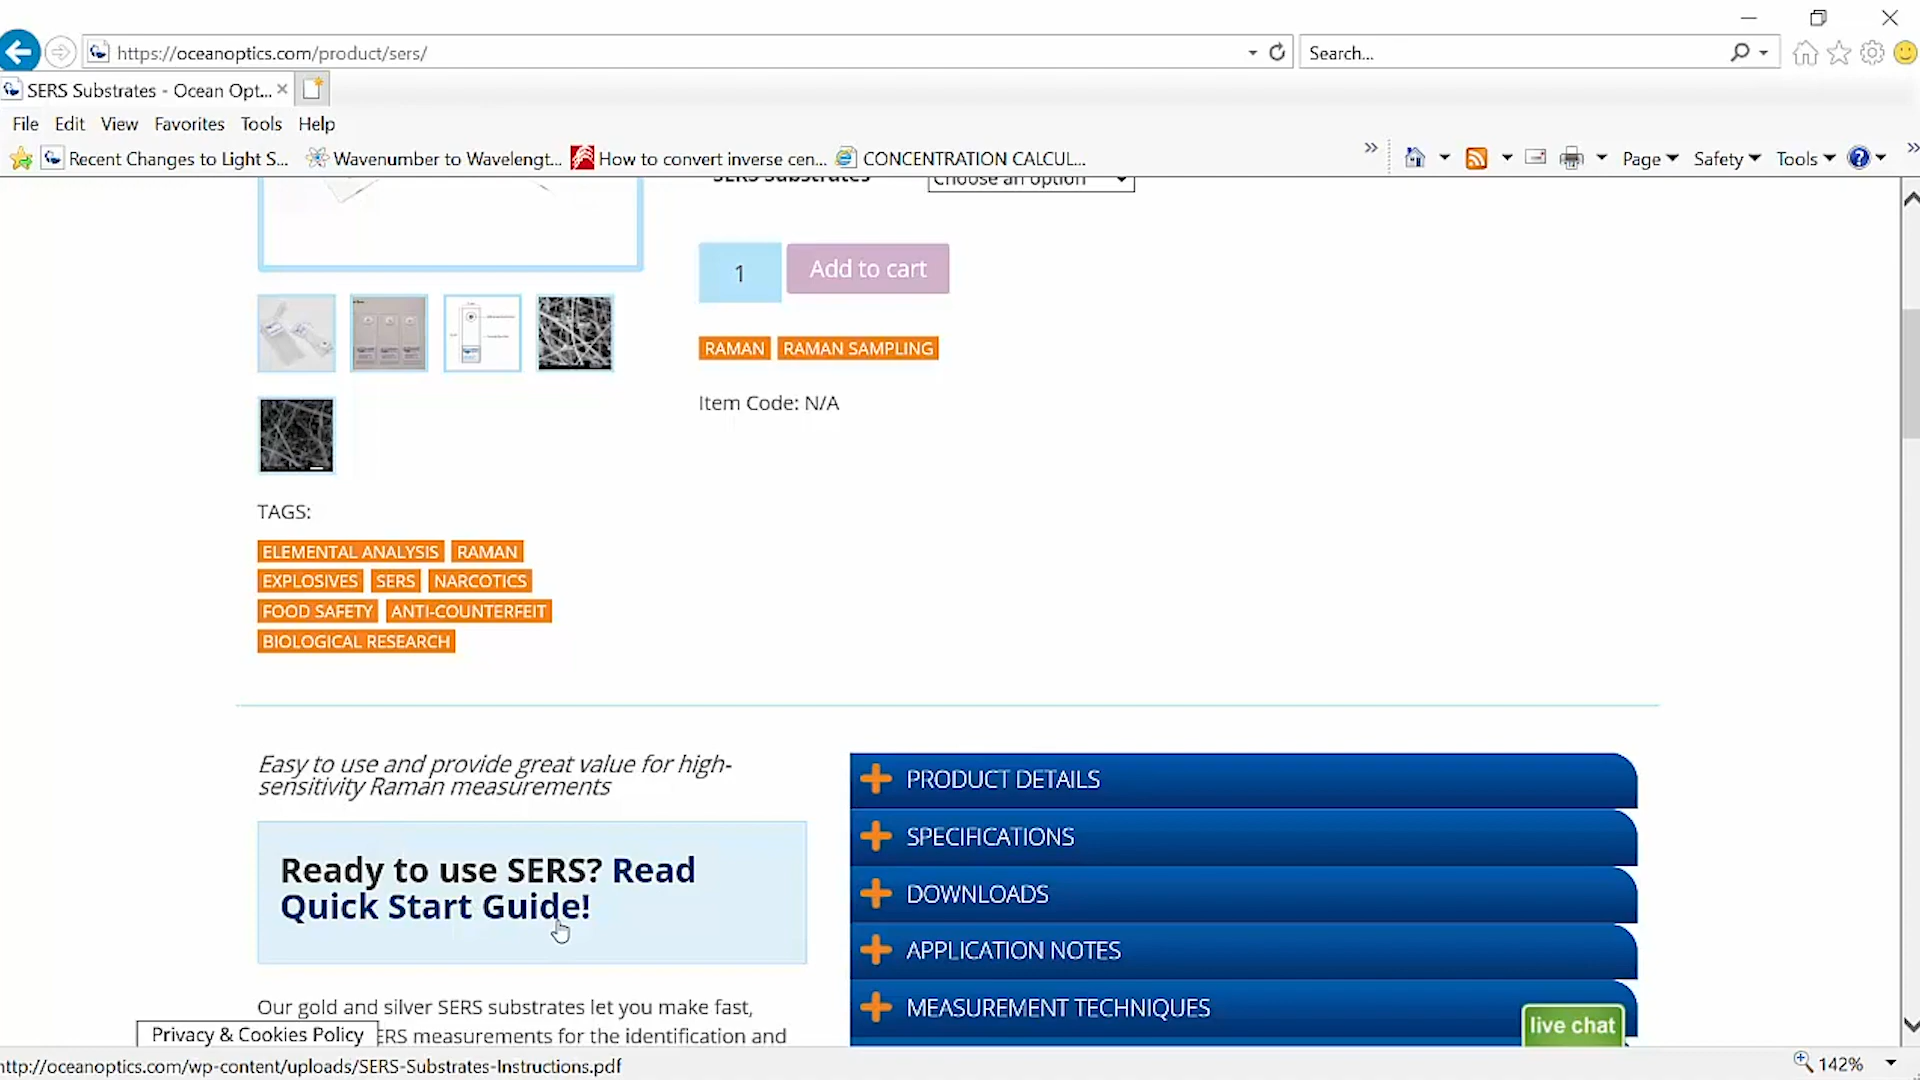 https://oceanoptics.com/product/sers/
Search...
SERS Substrates - Ocean Opt...
File Edit View Favorites Tools Help
Recent Changes to Light S... Wavenumber to Wavelengt... How to convert inverse cen... CONCENTRATION CALCUL...
Page Safety Tools
SERS Substrates Choose an option
1 Add to cart
RAMAN RAMAN SAMPLING
Item Code: N/A
TAGS:
ELEMENTAL ANALYSIS RAMAN
EXPLOSIVES SERS NARCOTICS
FOOD SAFETY ANTI-COUNTERFEIT
BIOLOGICAL RESEARCH
Easy to use and provide great value for high-
sensitivity Raman measurements
Ready to use SERS? Read
Quick Start Guide!
Our gold and silver SERS substrates let you make fast,
ERS measurements for the identification and
PRODUCT DETAILS
SPECIFICATIONS
DOWNLOADS
APPLICATION NOTES
MEASUREMENT TECHNIQUES
live chat
Privacy & Cookies Policy
http://oceanoptics.com/wp-content/uploads/SERS-Substrates-Instructions.pdf
142%